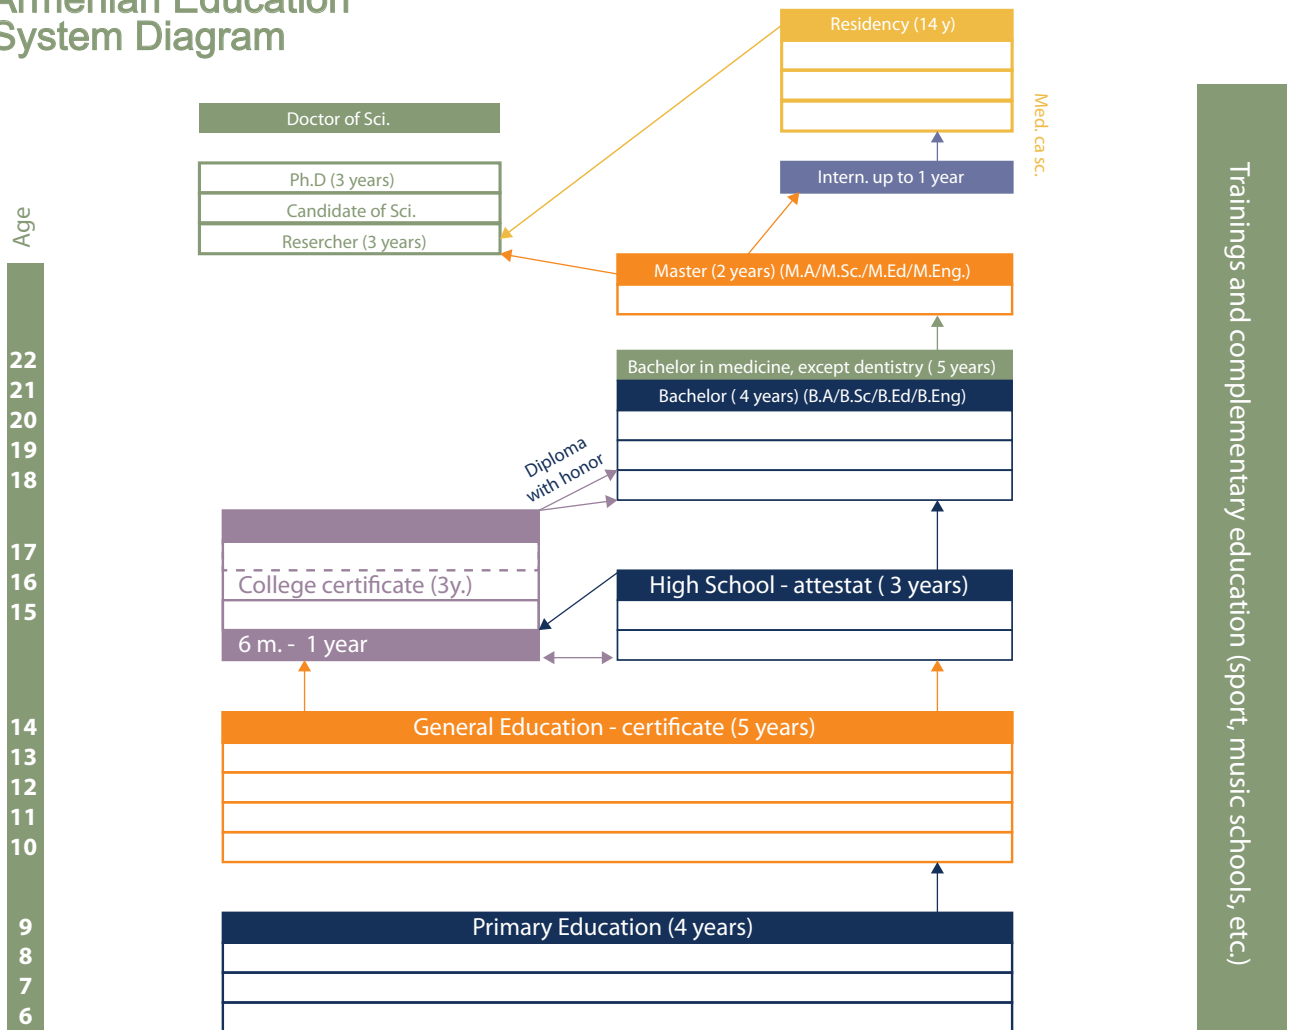 Armenian Education
System Diagram
Residency (14 y)
Med. ca sc.
Doctor of Sci.
Intern. up to 1 year
Ph.D (3 years)
Candidate of Sci.
Resercher (3 years)
Age
Master (2 years) (M.A/M.Sc./M.Ed/M.Eng.)
Bachelor in medicine, except dentistry ( 5 years)
Bachelor ( 4 years) (B.A/B.Sc/B.Ed/B.Eng)
22
21
20
19
18
Diploma
with honor
17
16
15
College certificate (3y.)
6 m. - 1 year
High School - attestat ( 3 years)
14
13
12
11
10
General Education - certificate (5 years)
9
8
7
6
Primary Education (4 years)
Trainings and complementary education (sport, music schools, etc.)